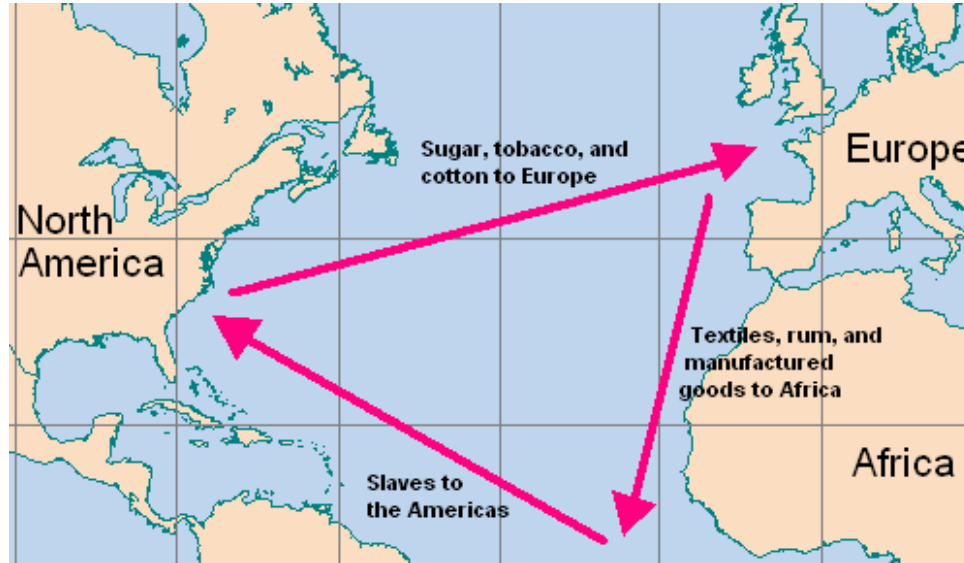 Sugar, tobacco, and
cotton to Europe
Europe
North
America
Textiles, rum, and
manufactured
goods to Africa
Africa
Slaves to
the Americas